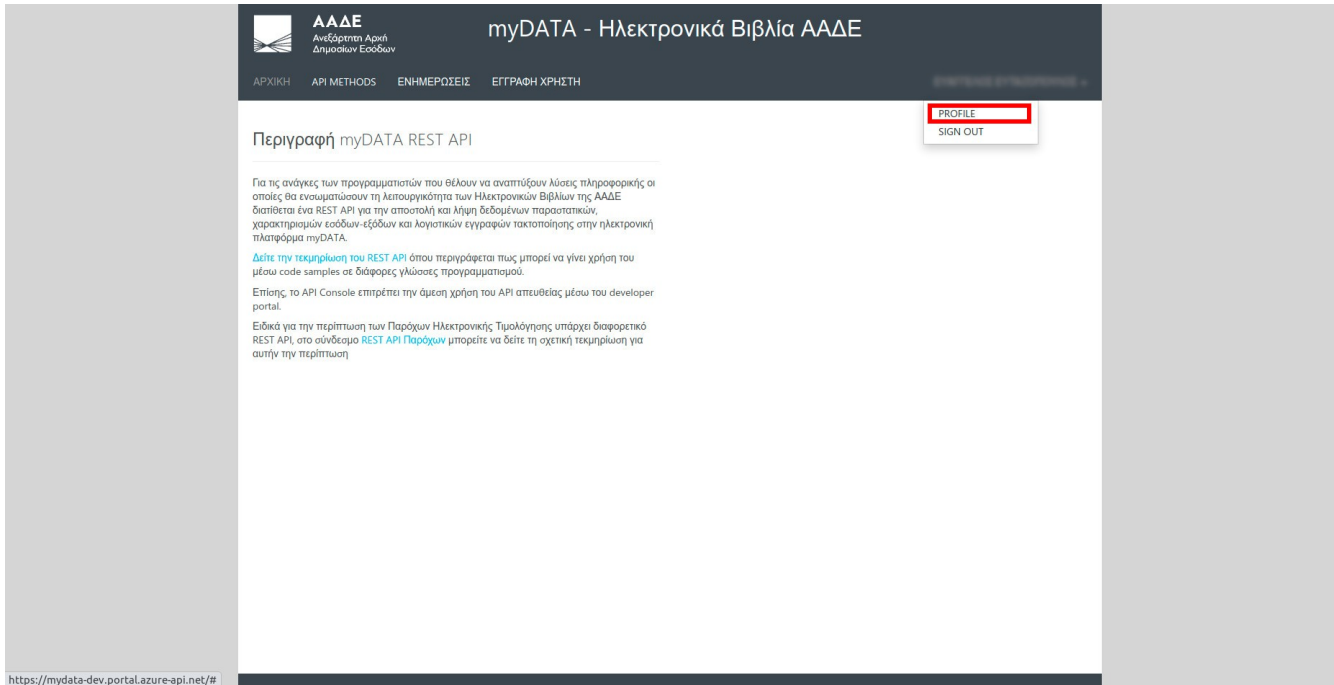 ΑΑΔΕ
Ανεξάρτητη Αρχή
Δημοσίων Εσόδων
myDATA - Ηλεκτρονικά Βιβλία ΑΑΔΕ
ΑΡΧΙΚΗ API METHODS ΕΝΗΜΕΡΩΣΕΙΣ ΕΓΓΡΑΦΗ ΧΡΗΣΤΗ
PROFILE
SIGN OUT
Περιγραφή myDATA REST API
Για τις ανάγκες των προγραμματιστών που θέλουν να αναπτύξουν λύσεις πληροφορικής οι
οποίες θα ενσωματώσουν τη λειτουργικότητα των Ηλεκτρονικών Βιβλίων της ΑΑΔΕ
διατίθεται ένα REST API για την αποστολή και λήψη δεδομένων παραστατικών,
χαρακτηρισμών εσόδων-εξόδων και λογιστικών εγγραφών τακτοποίησης στην ηλεκτρονική
πλατφόρμα myDATA.
Δείτε την τεκμηρίωση του REST API όπου περιγράφεται πως μπορεί να γίνει χρήση του
μέσω code samples σε διάφορες γλώσσες προγραμματισμού.
Επίσης, το API Console επιτρέπει την άμεση χρήση του API απευθείας μέσω του developer
portal.
Ειδικά για την περίπτωση των Παρόχων Ηλεκτρονικής Τιμολόγησης υπάρχει διαφορετικό
REST API, στο σύνδεσμο REST API Παρόχων μπορείτε να δείτε τη σχετική τεκμηρίωση για
αυτήν την περίπτωση
https://mydata-dev.portal.azure-api.net/#